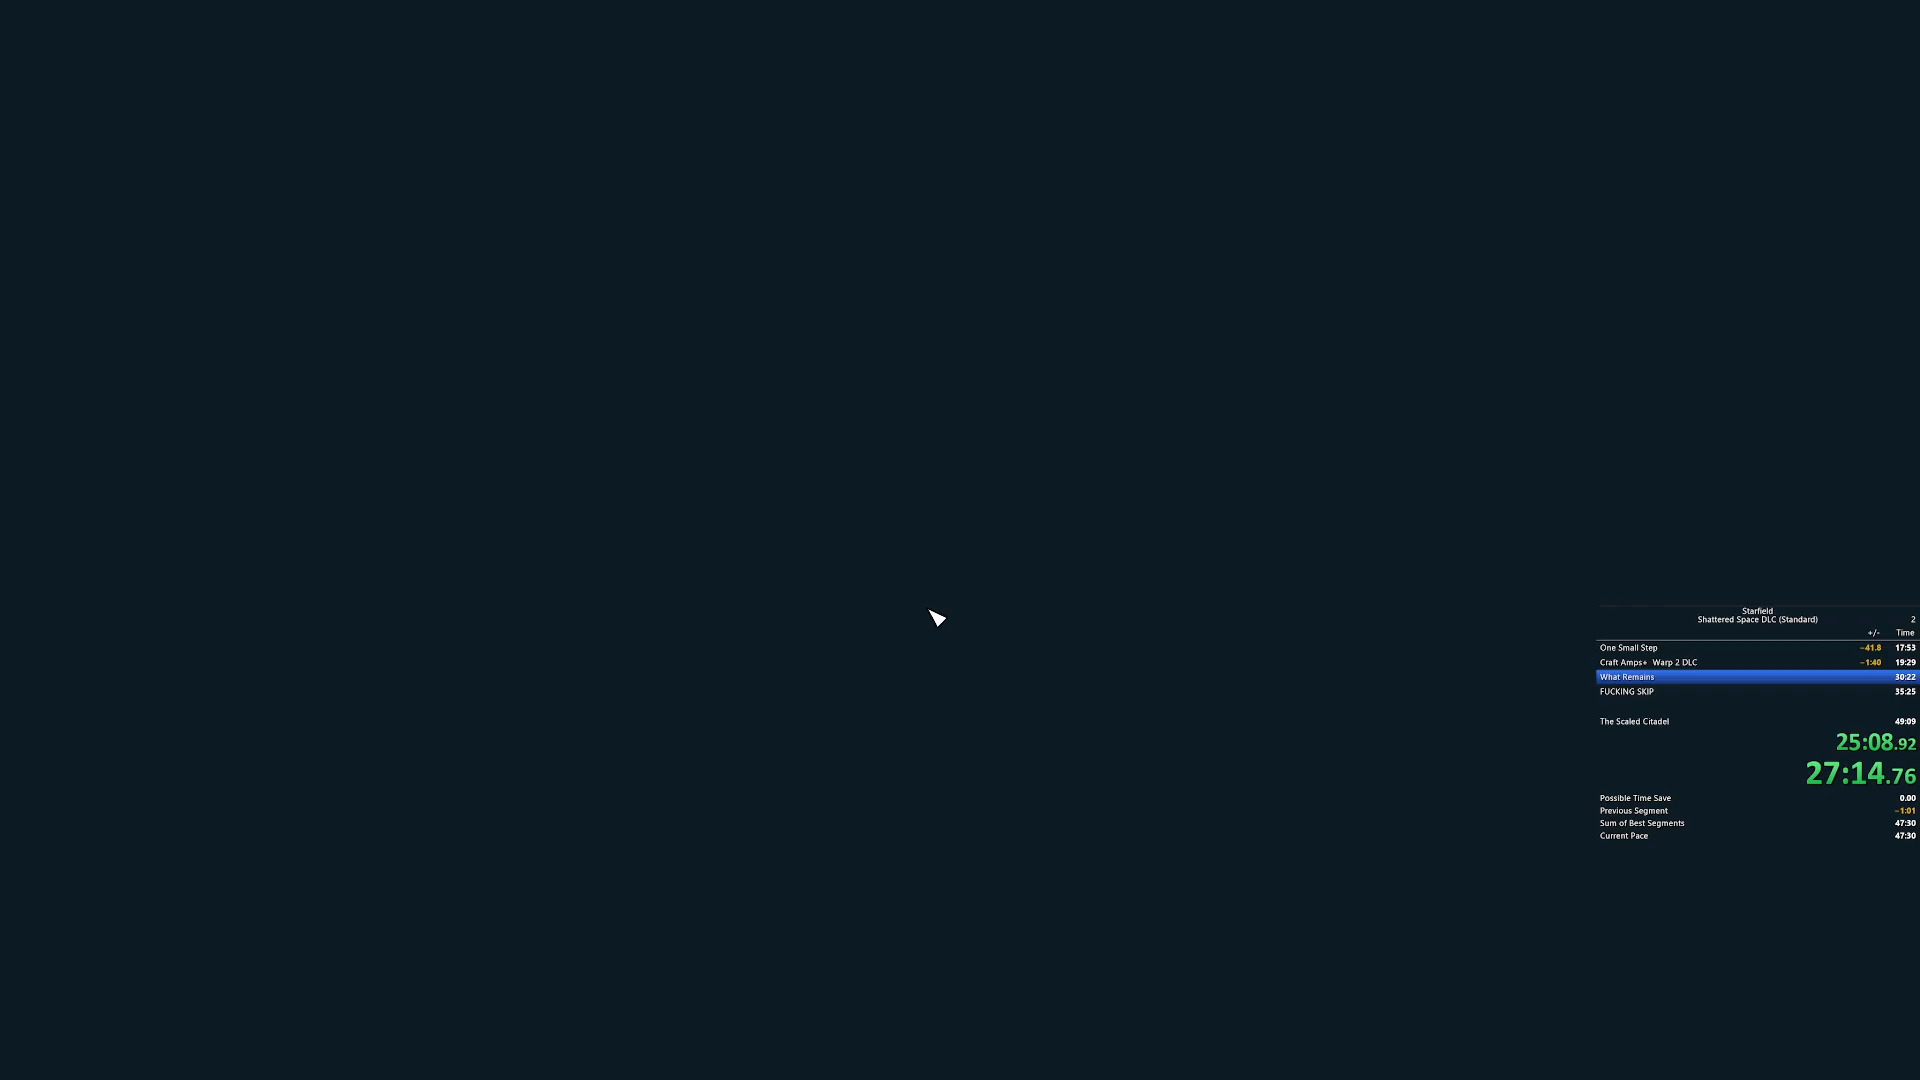 Starfield
Shattered Space DLC (Standard) 2
+/- Time
One Small Step −41.8 17:53
Craft Amps+ Warp 2 DLC −1:40 19:29
What Remains 30:22
FUCKING SKIP 35:25
The Scaled Citadel 49:09
25:08.92
27:14.76
Possible Time Save 0.00
Previous Segment −1:01
Sum of Best Segments 47:30
Current Pace 47:30